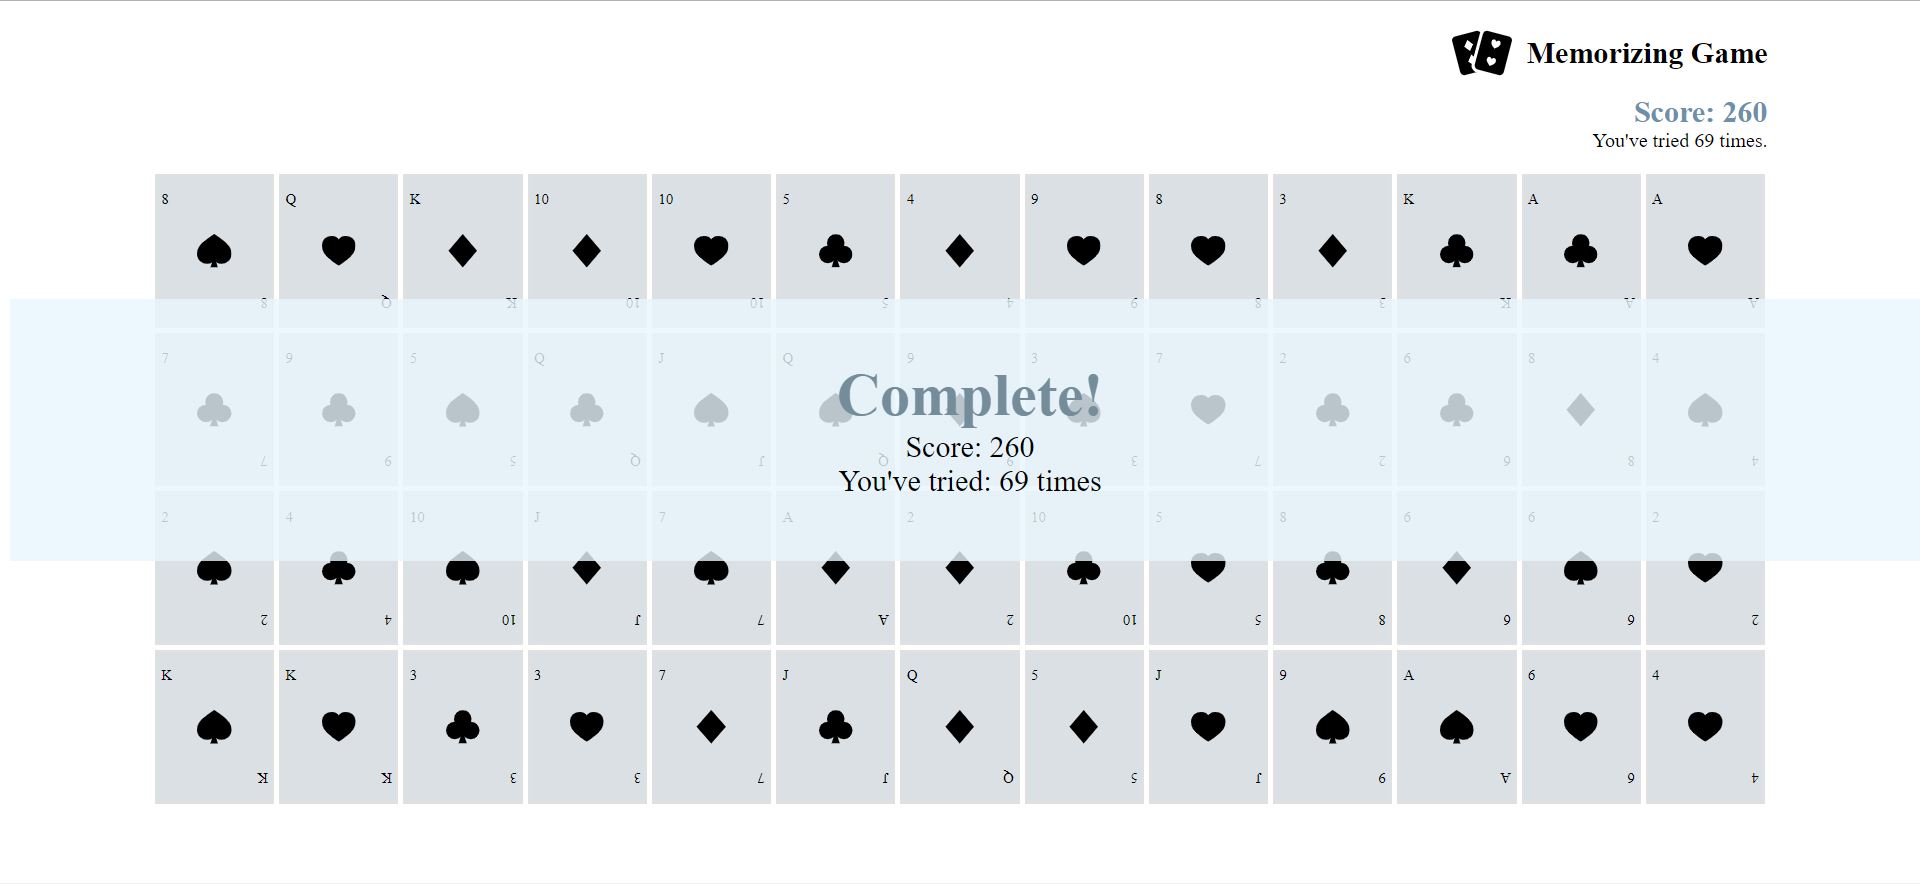 Memorizing Game
Score: 260
You've tried 69 times.
8 Q K 10 10 5 4 9 8 3 K A A
8 Q K 10 10 5 4 9 8 3 K A A
7 9 5 Q J Q 9 3 7 2 6 8 4
Complete!
Score: 260
7 9 5 Q J Q 9 3 7 2 6 8 4
You've tried: 69 times
2 4 10 J 7 A 2 10 5 8 6 6 2
2 4 10 J 7 A 2 10 5 8 6 6 2
K K 3 3 7 J Q 5 J 9 A 6 4
K K 3 3 7 J Q 5 J 9 A 6 4